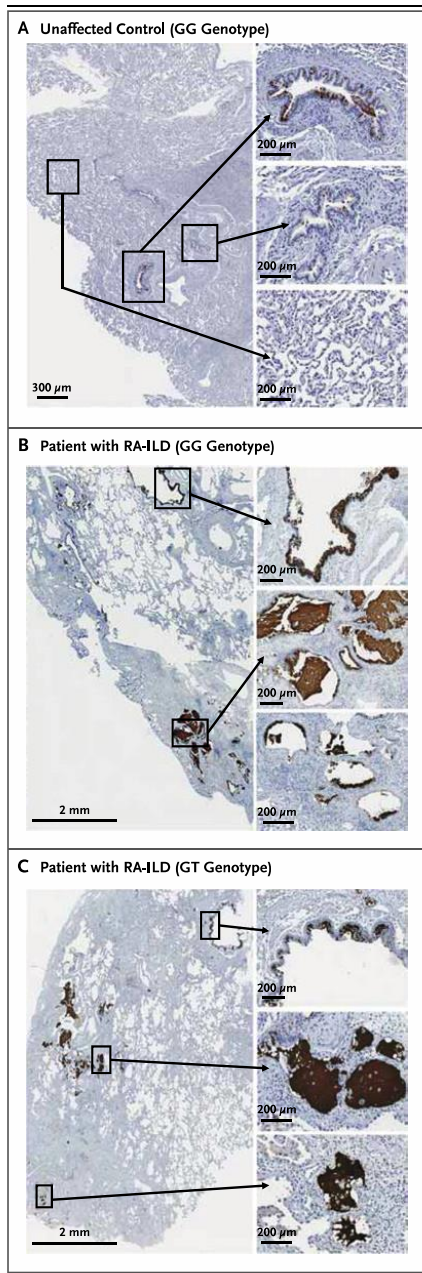 A Unaffected Control (GG Genotype)
200 µm
200 µm
300 µm
200 µm
B Patient with RA-ILD (GG Genotype)
200 µm
200 µm
2 mm
200 µm
C Patient with RA-ILD (GT Genotype)
200 µm
200 µm
2 mm
200 µm